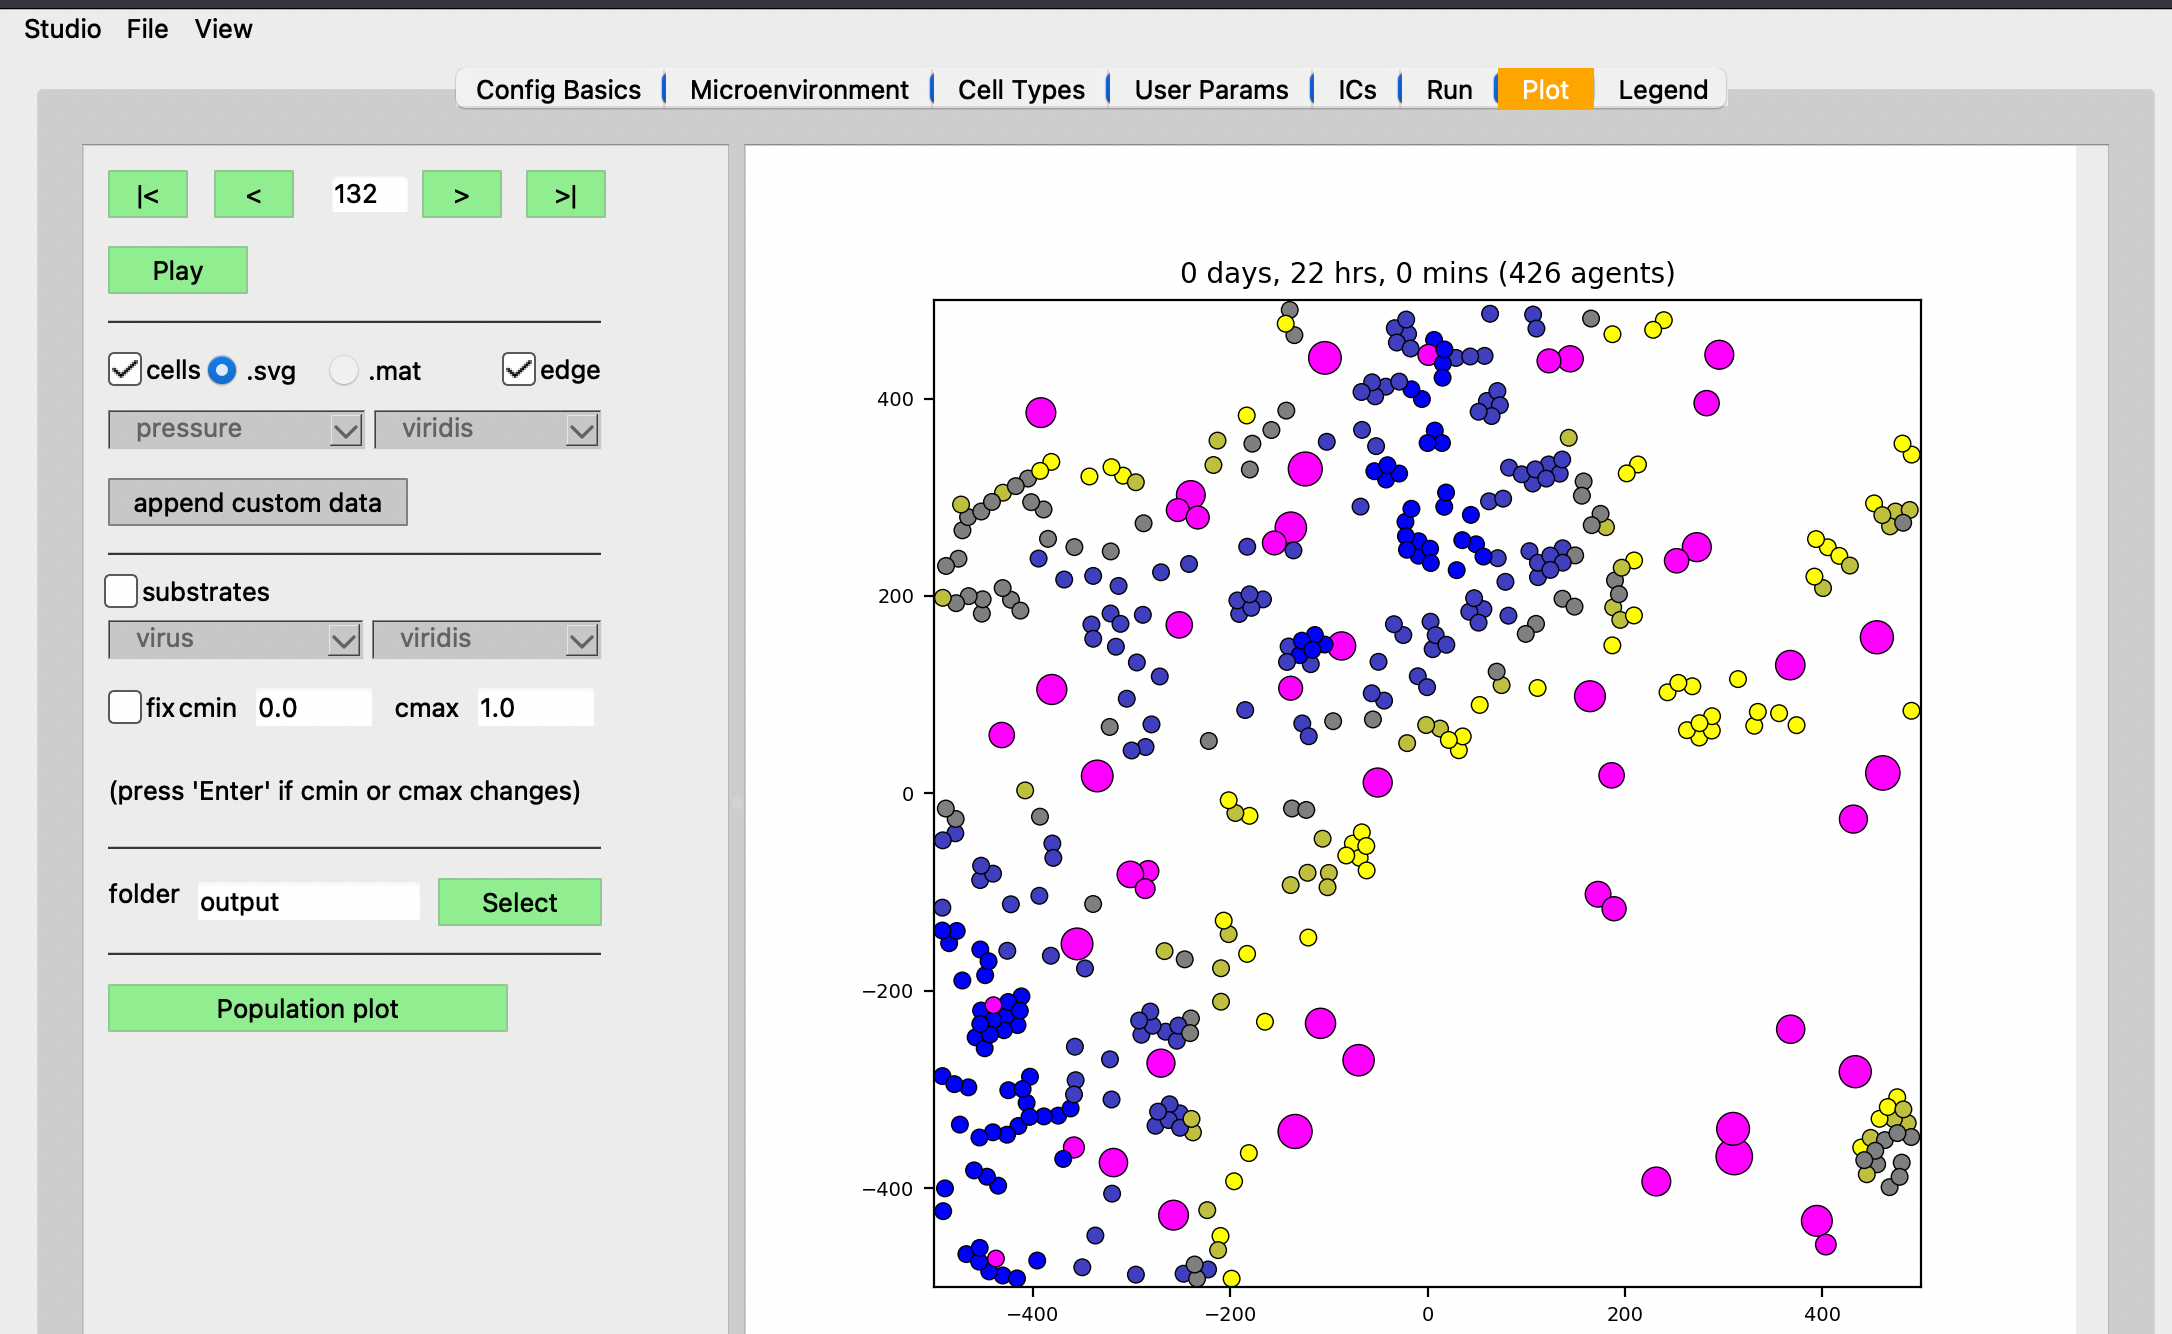 Studio File View
Config Basics Microenvironment Cell Types User Params ICs Run Plot Legend
|< < 132 > >|
Play
cells .svg .mat edge
pressure viridis
append custom data
substrates
virus viridis
fix cmin 0.0 cmax 1.0
(press 'Enter' if cmin or cmax changes)
folder output Select
Population plot
0 days, 22 hrs, 0 mins (426 agents)
400
200
0
−200
−400
−400 −200 0 200 400